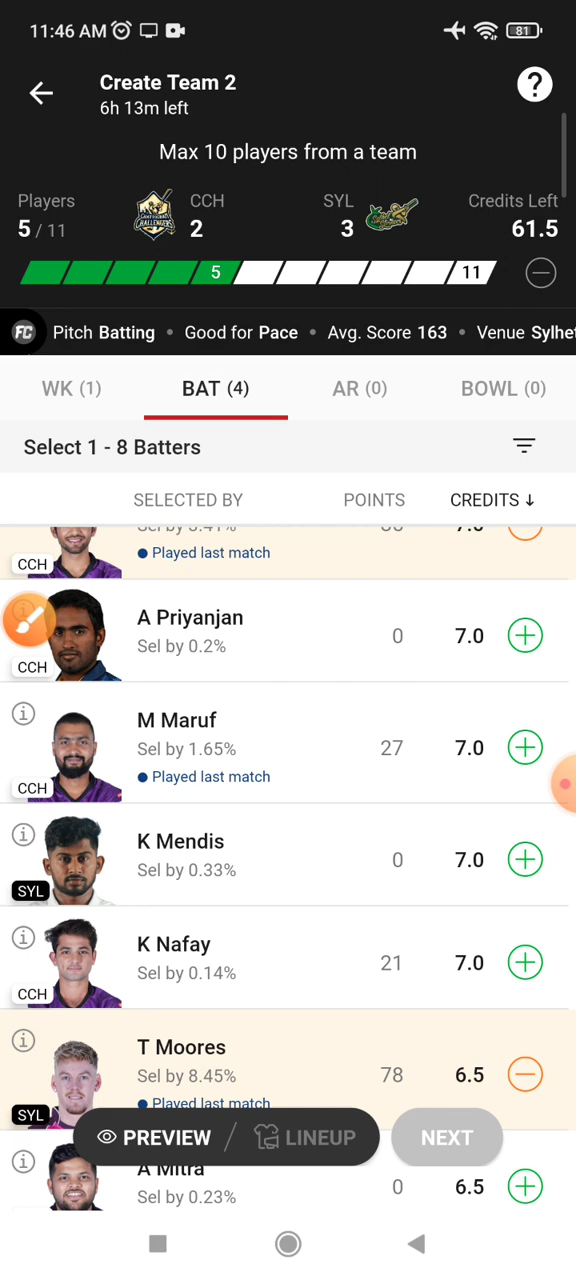 11:46 AM
81
Create Team 2
6h 13m left
?
Max 10 players from a team
Players
5 / 11
CHALLENGERS
CCH
2
SYL
3
Credits Left
61.5
5
11
FC Pitch Batting • Good for Pace • Avg. Score 163 • Venue Sylhet
WK (1)
BAT (4)
AR (0)
BOWL (0)
Select 1 - 8 Batters
SELECTED BY
POINTS
CREDITS ↓
Played last match
CCH
A Priyanjan
Sel by 0.2%
0
7.0
CCH
M Maruf
Sel by 1.65%
27
7.0
Played last match
CCH
K Mendis
Sel by 0.33%
0
7.0
SYL
K Nafay
Sel by 0.14%
21
7.0
CCH
T Moores
Sel by 8.45%
78
6.5
Played last match
SYL
PREVIEW / LINEUP
NEXT
A Mitra
Sel by 0.23%
0
6.5